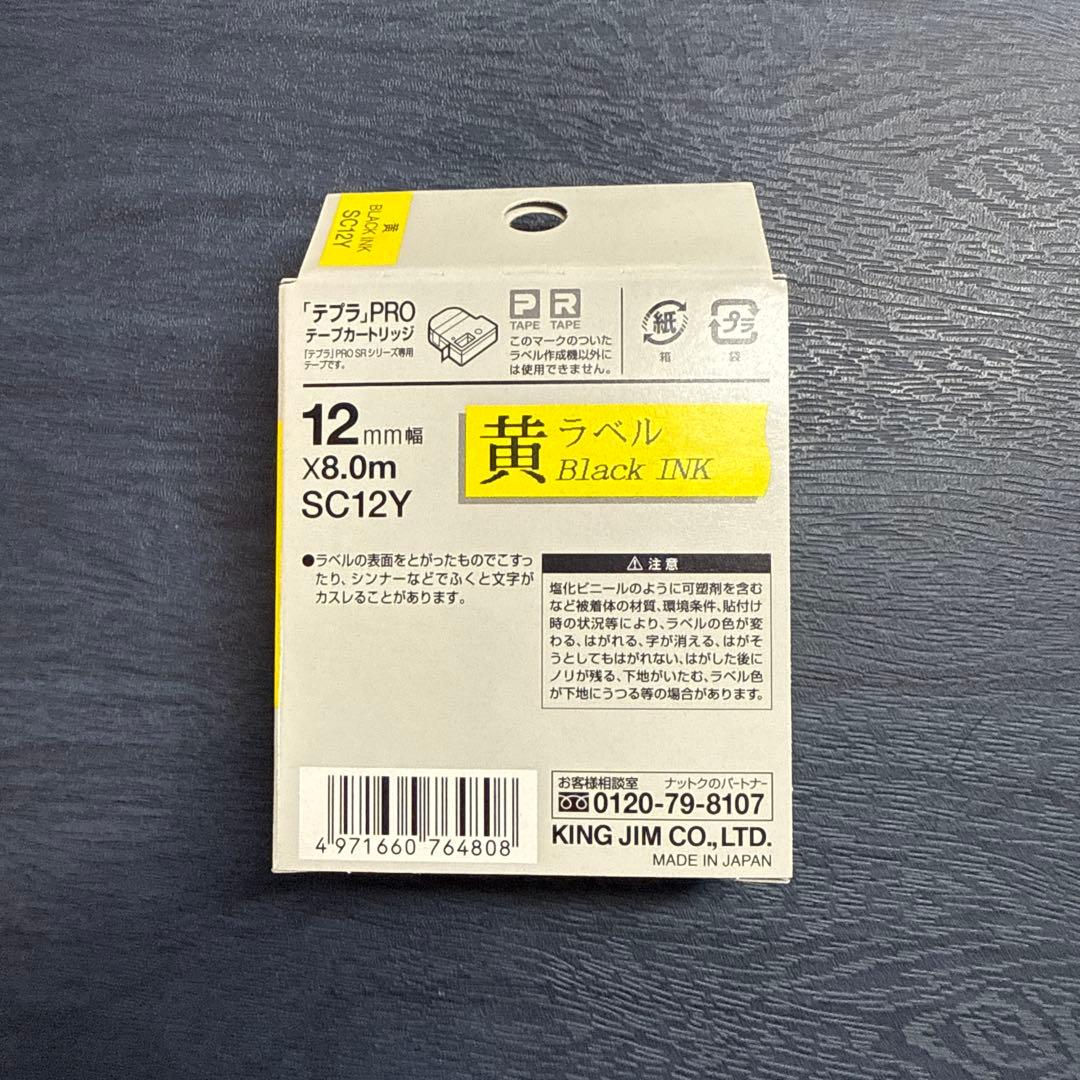 黄
BLACK INK
SC12Y
「テプラ」PRO
テープカートリッジ
「テプラ」PRO SRシリーズ専用
テープです。
P R
TAPE TAPE
このマークのついた
ラベル作成機以外に
は使用できません。
紙
箱
プラ
袋
12mm幅
X8.0m
SC12Y
黄ラベル
Black INK
●ラベルの表面をとがったものでこすっ
たり、シンナーなどでふくと文字が
カスレることがあります。
⚠注意
塩化ビニールのように可塑剤を含む
など被着体の材質、環境条件、貼付け
時の状況等により、ラベルの色が変
わる、はがれる、字が消える、はがそ
うとしてもはがれない、はがした後に
ノリが残る、下地がいたむ、ラベル色
が下地にうつる等の場合があります。
4 971660 764808
お客様相談室 ナットクのパートナー
0120-79-8107
KING JIM CO.,LTD.
MADE IN JAPAN